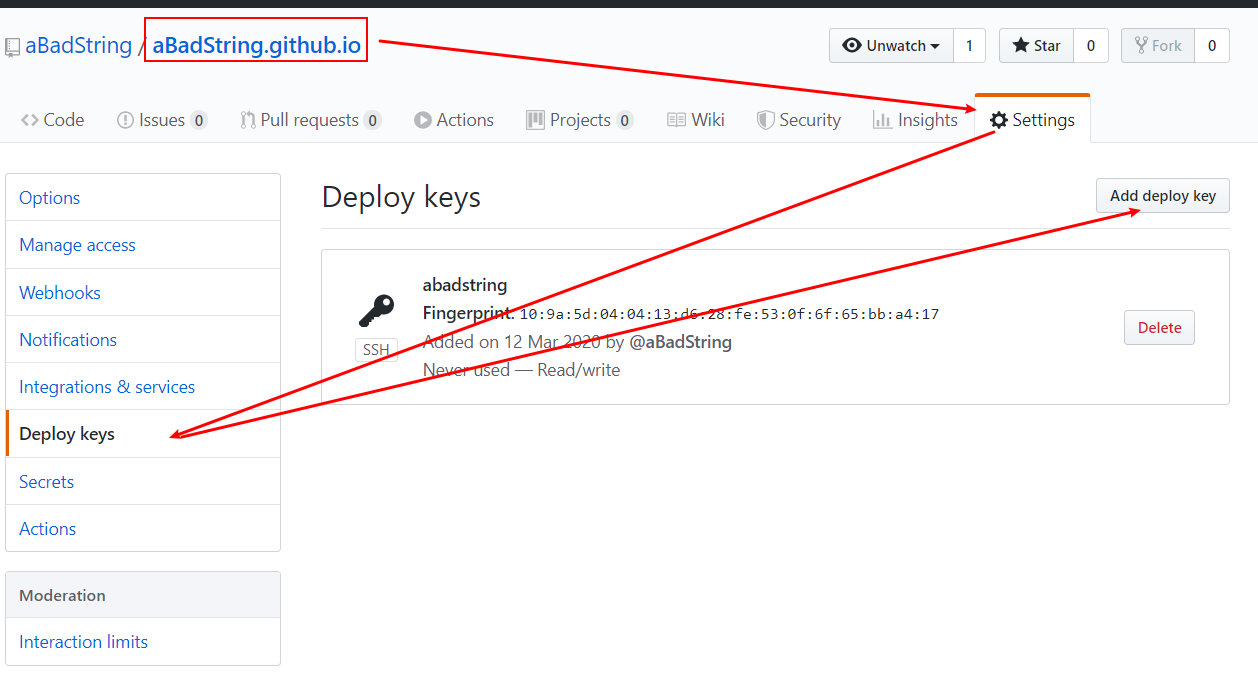 aBadString / aBadString.github.io
Unwatch 1 Star 0 Fork 0
Code Issues 0 Pull requests 0 Actions Projects 0 Wiki Security Insights Settings
Options
Manage access
Webhooks
Notifications
Integrations & services
Deploy keys
Secrets
Actions
Moderation
Interaction limits
Deploy keys
Add deploy key
abadstring
Fingerprint: 10:9a:5d:04:04:13:d6:28:fe:53:0f:6f:65:bb:a4:17
Added on 12 Mar 2020 by @aBadString
Never used — Read/write
SSH
Delete